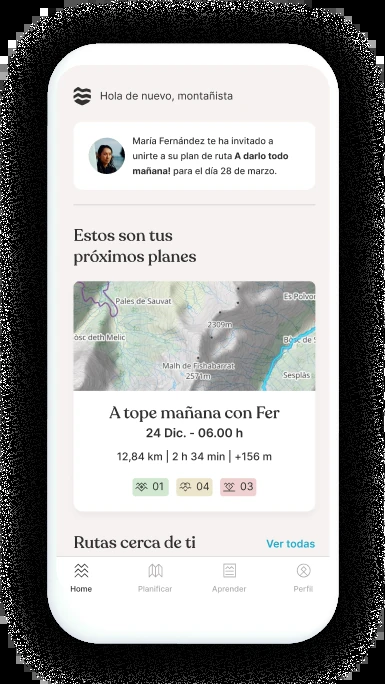 Hola de nuevo, montañista
María Fernández te ha invitado a
unirte a su plan de ruta A darlo todo
mañana! para el día 28 de marzo.
Estos son tus
próximos planes
Pales de Sauvat
Es Polvor
2309m
osc deth Melic
Bòsc de S
Malh de Fishabarrat
2571m
Sesplàs
A tope mañana con Fer
24 Dic. - 06.00 h
12,84 km | 2 h 34 min | +156 m
01 04 03
Rutas cerca de ti Ver todas
Home Planificar Aprender Perfil